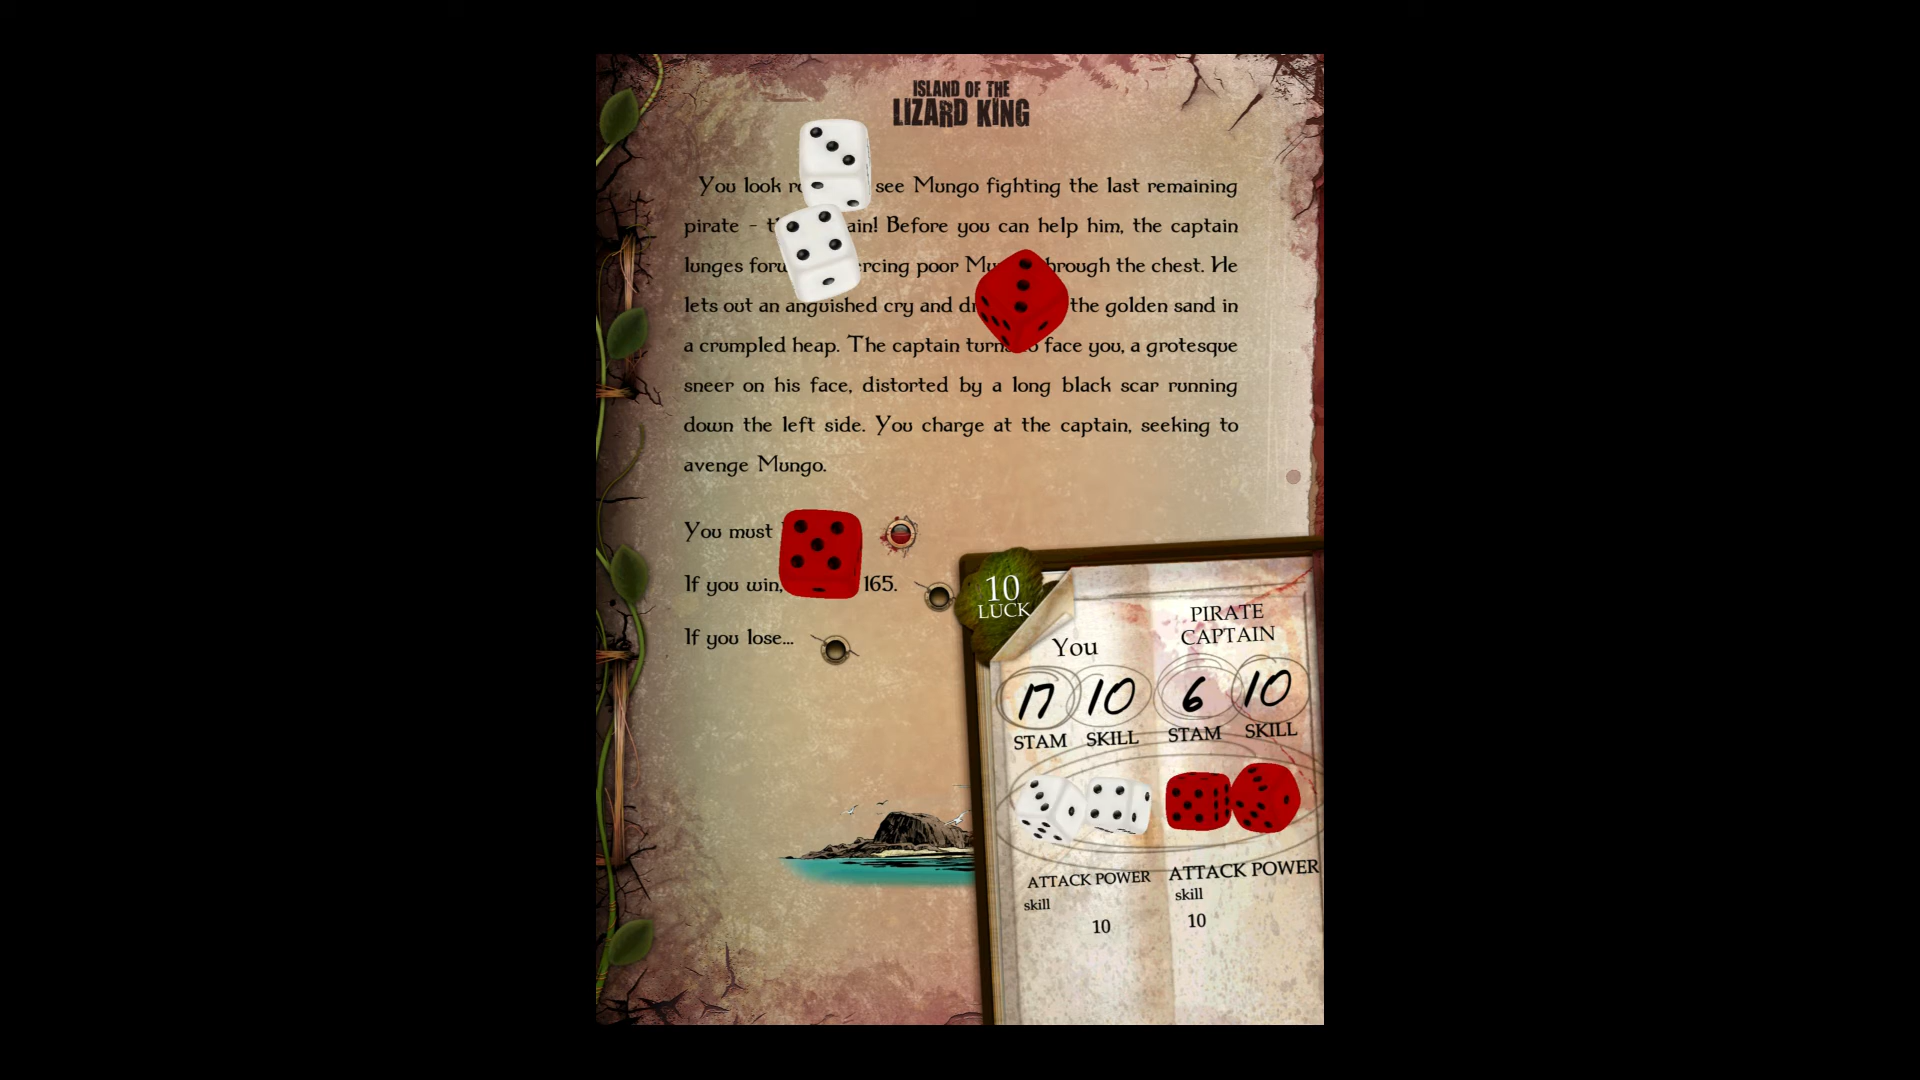 ISLAND OF THE
LIZARD KING
You look see Mungo fighting the last remaining
pirate - ain! Before you can help him, the captain
lunges forw ercing poor Mu hrough the chest. He
lets out an anguished cry and dr the golden sand in
a crumpled heap. The captain turns face you, a grotesque
sneer on his face, distorted by a long black scar running
down the left side. You charge at the captain, seeking to
avenge Mungo.
You must
If you win, 165.
If you lose...
10
LUCK
You
PIRATE
CAPTAIN
17 10 6 10
STAM SKILL STAM SKILL
ATTACK POWER ATTACK POWER
skill skill
10 10